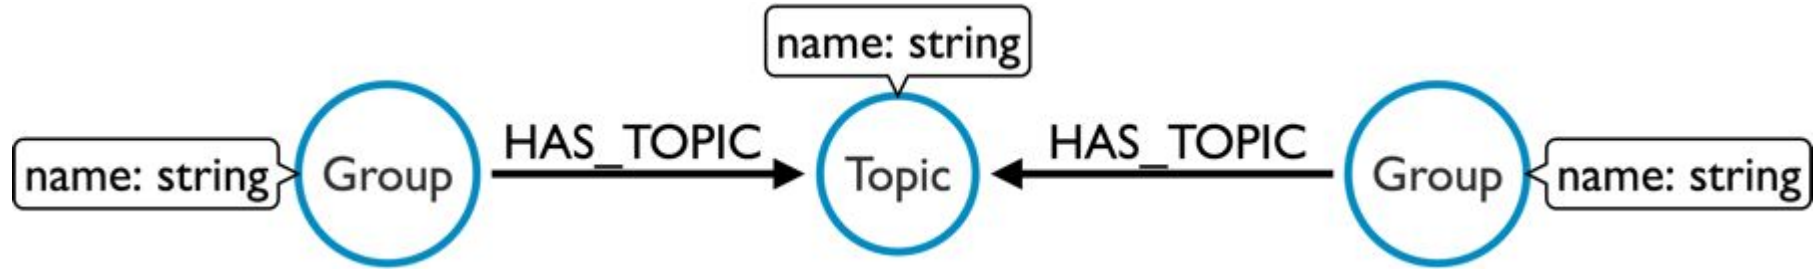 name: string
HAS_TOPIC
HAS_TOPIC
name: string
Group
Topic
Group
name: string